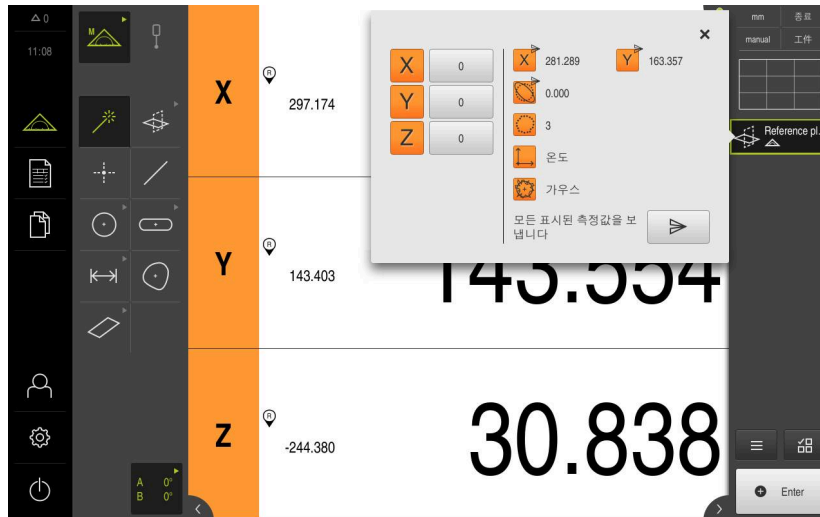 0
11:08
M
A 0°
B 0°
X
R
297.174
Y
R
143.403
143.554
Z
R
-244.380
30.838
X 0
Y 0
Z 0
X 281.289 Y 163.357
0.000
3
온도
가우스
모든 표시된 측정값을 보
냅니다
mm 종료
manual 工件
Reference pl.
Enter